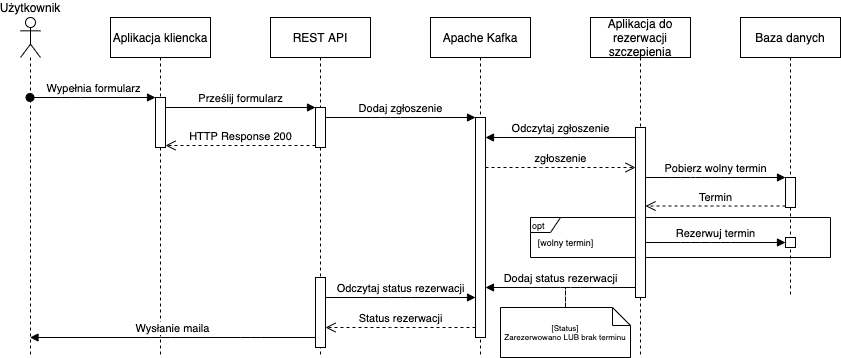 Użytkownik
Aplikacja kliencka
REST API
Apache Kafka
Aplikacja do
rezerwacji
szczepienia
Baza danych
Wypełnia formularz
Prześlij formularz
Dodaj zgłoszenie
Odczytaj zgłoszenie
HTTP Response 200
zgłoszenie
Pobierz wolny termin
Termin
opt
[wolny termin]
Rezerwuj termin
Dodaj status rezerwacji
Odczytaj status rezerwacji
Status rezerwacji
[Status]
Zarezerwowano LUB brak terminu
Wysłanie maila